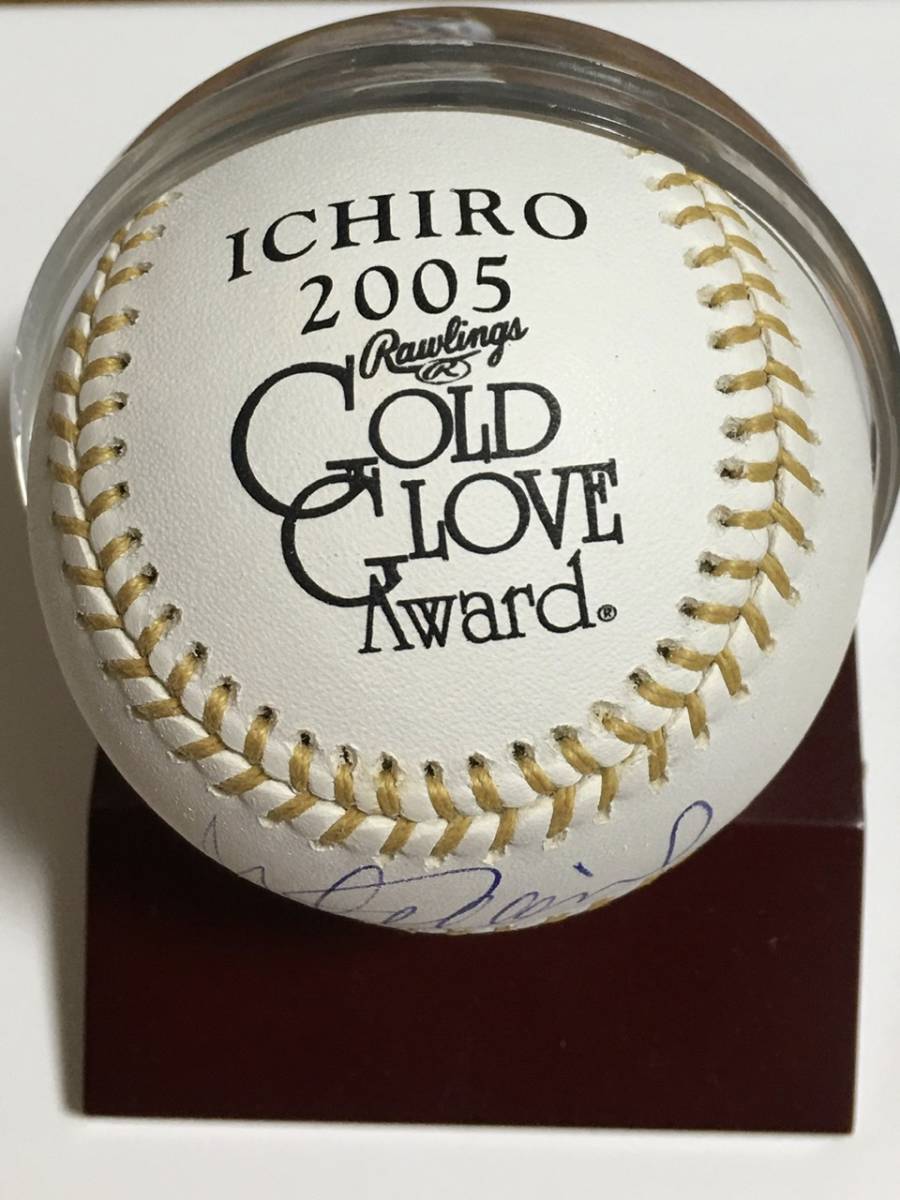 ICHIRO
2005
Rawlings
®
GOLD
GLOVE
Award®